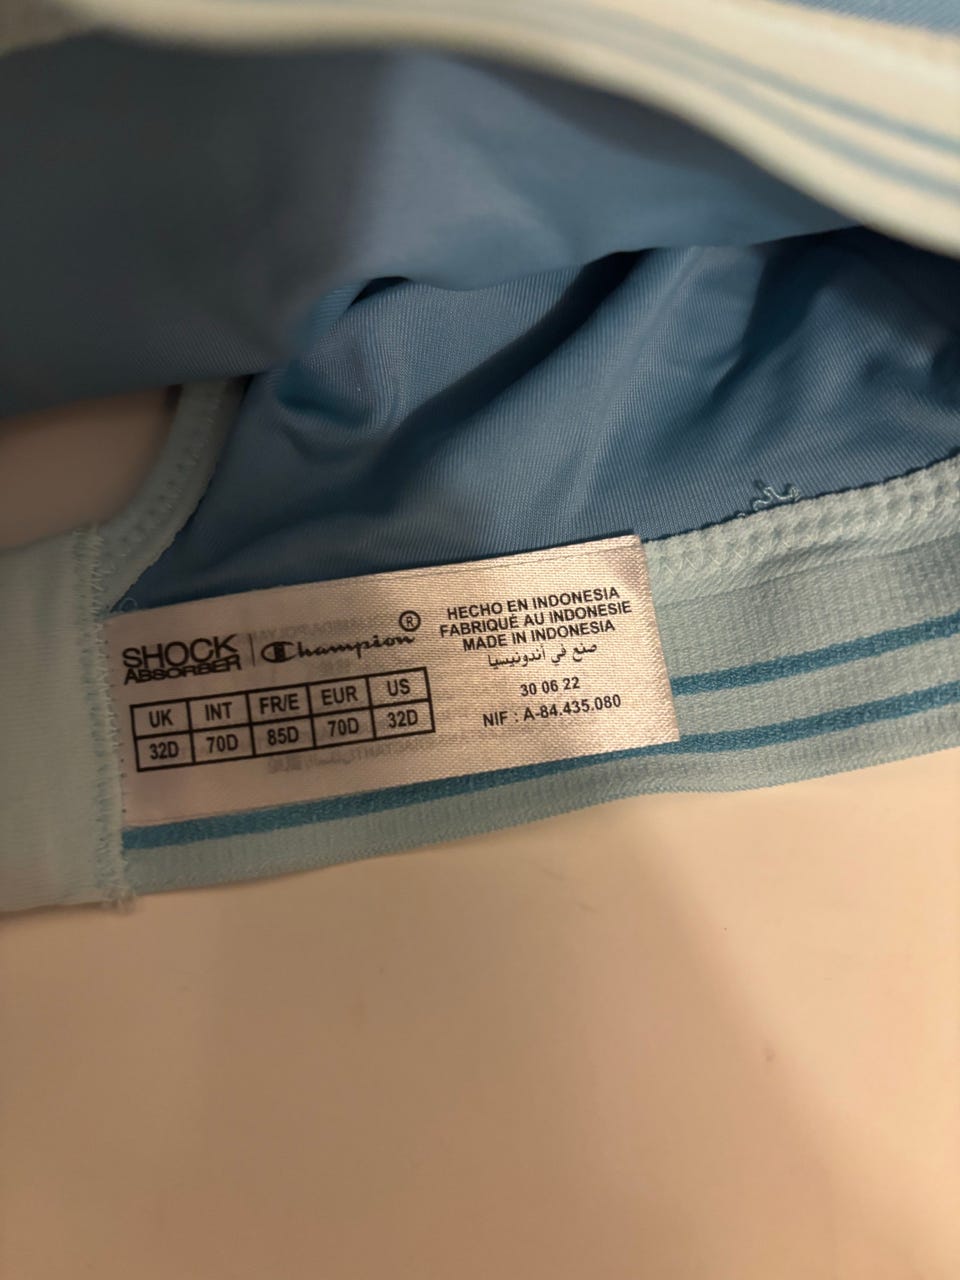 SHOCK
ABSORBER
Champion®
UK INT FR/E EUR US
32D 70D 85D 70D 32D
HECHO EN INDONESIA
FABRIQUÉ AU INDONESIE
MADE IN INDONESIA
صنع في أندونيسيا
30 06 22
NIF : A-84.435.080